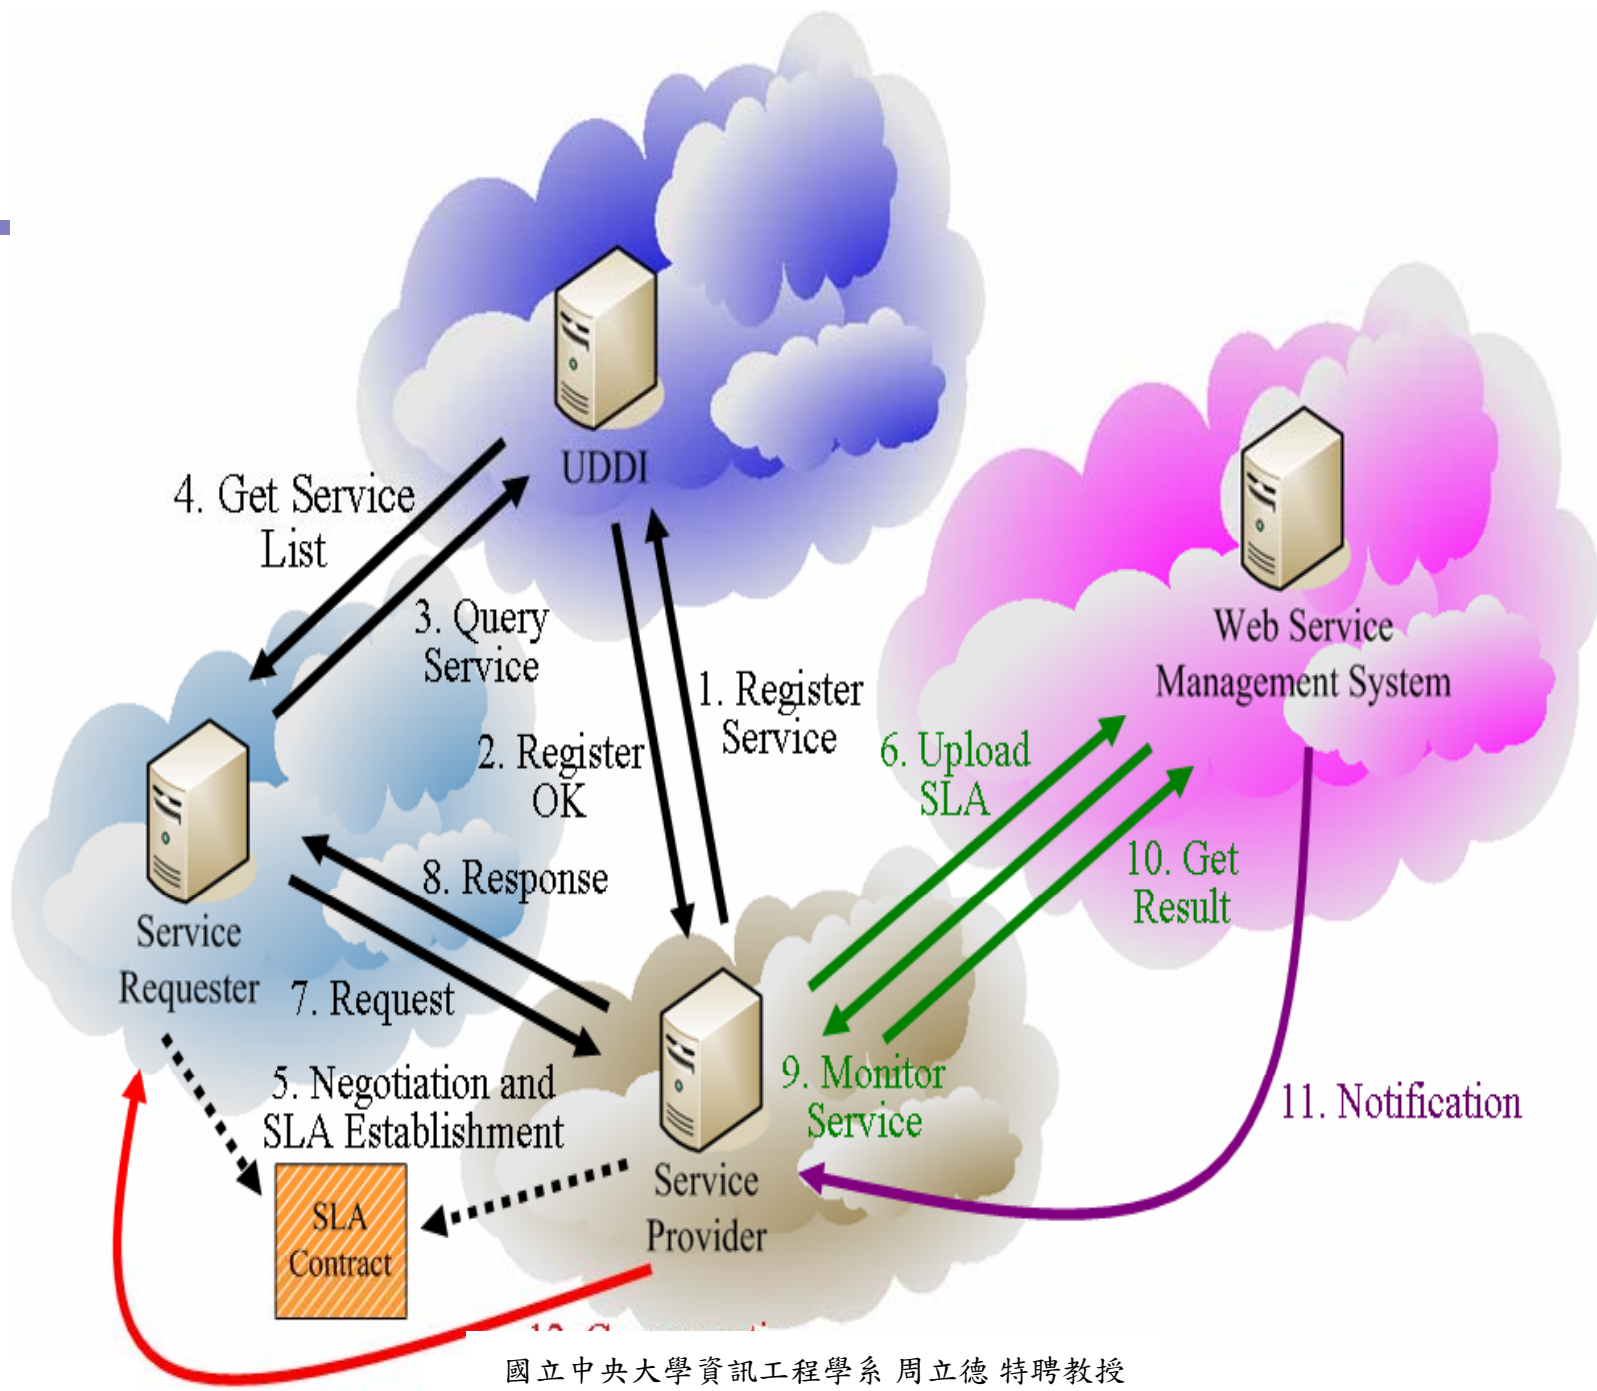 UDDI
4. Get Service
List
3. Query
Service
Web Service
Management System
1. Register
Service
2. Register
OK
6. Upload
SLA
10. Get
Result
8. Response
Service
Requester
7. Request
5. Negotiation and
SLA Establishment
9. Monitor
Service
11. Notification
SLA
Contract
Service
Provider
國立中央大學資訊工程學系 周立德 特聘教授